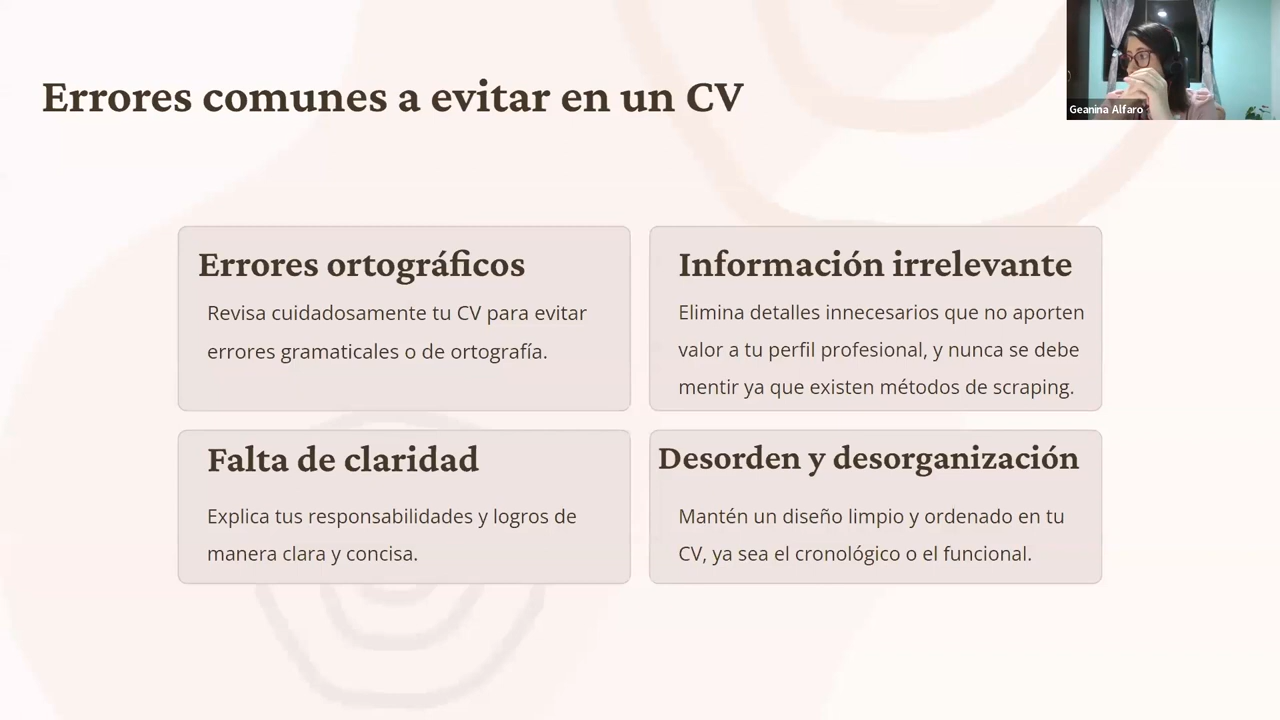 Errores comunes a evitar en un CV
Geanina Alfaro
Errores ortográficos
Revisa cuidadosamente tu CV para evitar
errores gramaticales o de ortografía.
Información irrelevante
Elimina detalles innecesarios que no aporten
valor a tu perfil profesional, y nunca se debe
mentir ya que existen métodos de scraping.
Falta de claridad
Explica tus responsabilidades y logros de
manera clara y concisa.
Desorden y desorganización
Mantén un diseño limpio y ordenado en tu
CV, ya sea el cronológico o el funcional.